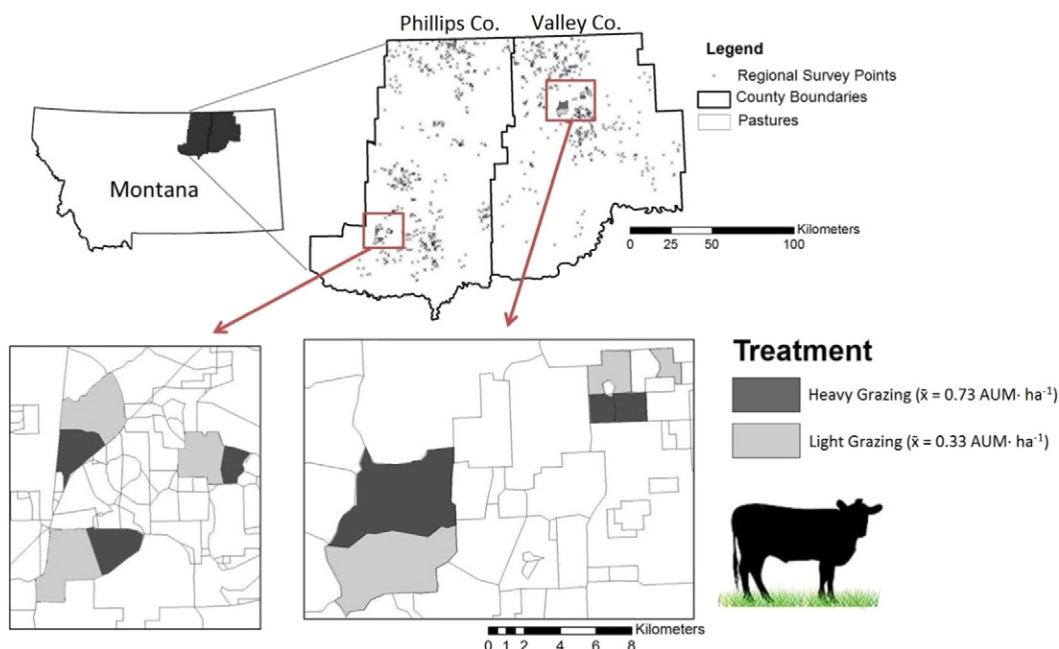 Phillips Co. Valley Co.
Legend
Regional Survey Points
County Boundaries
Pastures
Montana
Kilometers
0 25 50 100
Treatment
Heavy Grazing (x̄ = 0.73 AUM· ha⁻¹)
Light Grazing (x̄ = 0.33 AUM· ha⁻¹)
Kilometers
0 1 2 4 6 8